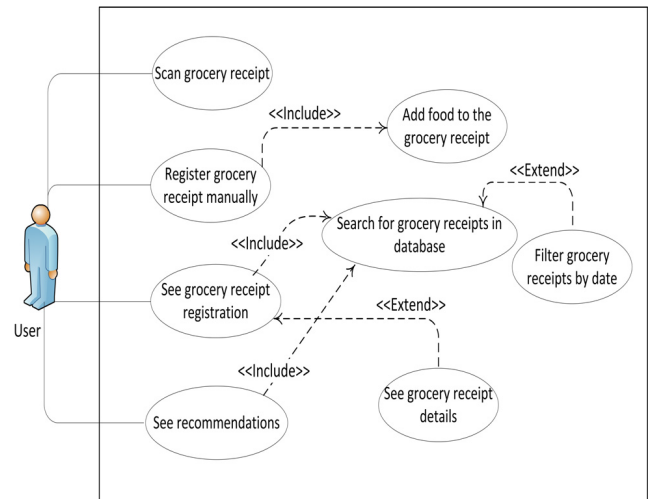 Scan grocery receipt
<<Include>>
Add food to the
grocery receipt
Register grocery
receipt manually
<<Extend>>
Search for grocery receipts in
database
<<Include>>
Filter grocery
receipts by date
See grocery receipt
registration
<<Extend>>
User
<<Include>>
See grocery receipt
details
See recommendations